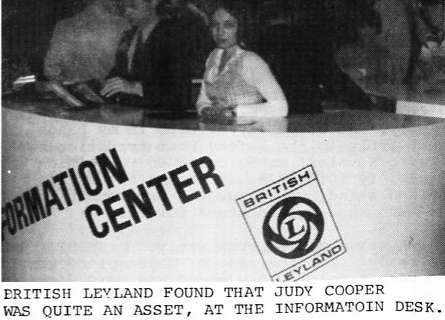 FORMATION
CENTER
BRITISH
L
LEYLAND
BRITISH LEYLAND FOUND THAT JUDY COOPER
WAS QUITE AN ASSET, AT THE INFORMATOIN DESK.